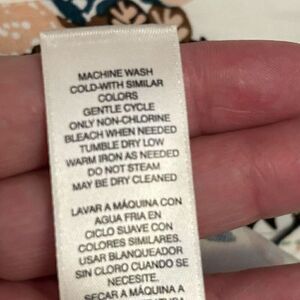 MACHINE WASH
COLD-WITH SIMILAR
COLORS
GENTLE CYCLE
ONLY NON-CHLORINE
BLEACH WHEN NEEDED
TUMBLE DRY LOW
WARM IRON AS NEEDED
DO NOT STEAM
MAY BE DRY CLEANED
LAVAR A MÁQUINA CON
AGUA FRIA EN
CICLO SUAVE CON
COLORES SIMILARES.
USAR BLANQUEADOR
SIN CLORO CUANDO SE
NECESITE.
SECAR A MÁQUINA A